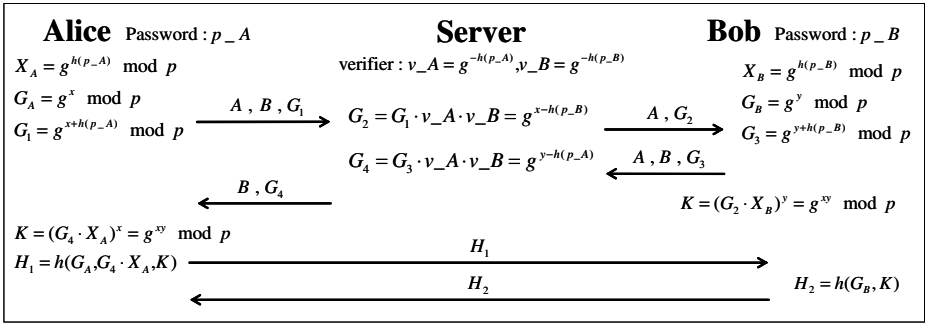 Alice Password : p_A
Server
Bob Password : p_B
X_A = g^{h(p_A)} mod p
verifier : v_A = g^{-h(p_A)}, v_B = g^{-h(p_B)}
X_B = g^{h(p_B)} mod p
G_A = g^x mod p
G_B = g^y mod p
G_1 = g^{x+h(p_A)} mod p
A , B , G_1
G_2 = G_1 · v_A · v_B = g^{x-h(p_B)}
A , G_2
G_3 = g^{y+h(p_B)} mod p
G_4 = G_3 · v_A · v_B = g^{y-h(p_A)}
A , B , G_3
B , G_4
K = (G_2 · X_B)^y = g^{xy} mod p
K = (G_4 · X_A)^x = g^{xy} mod p
H_1 = h(G_A, G_4 · X_A, K)
H_1
H_2
H_2 = h(G_B, K)